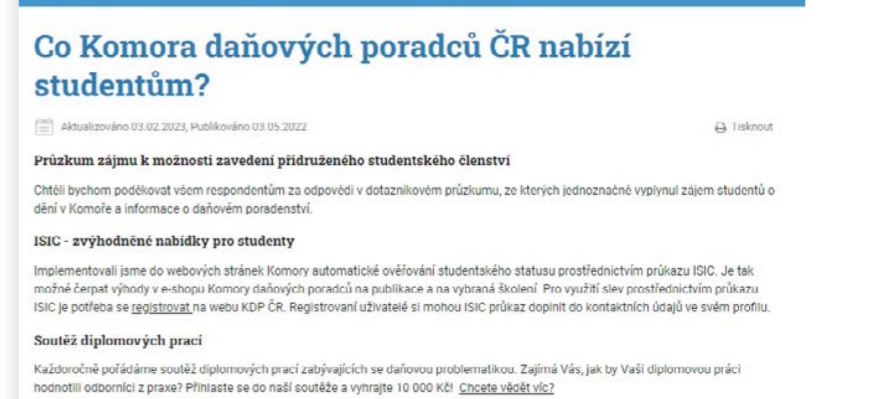 Co Komora daňových poradců ČR nabízí
studentům?
Aktualizováno 03.02.2023, Publikováno 03.05.2022
Tisknout
Průzkum zájmu k možnosti zavedení přidruženého studentského členství
Chtěli bychom poděkovat všem respondentům za odpovědi v dotazníkovém průzkumu, ze kterých jednoznačně vyplynul zájem studentů o
dění v Komoře a informace o daňovém poradenství.
ISIC - zvýhodněné nabídky pro studenty
Implementovali jsme do webových stránek Komory automatické ověřování studentského statusu prostřednictvím průkazu ISIC. Je tak
možné čerpat výhody v e-shopu Komory daňových poradců na publikace a na vybraná školení. Pro využití slev prostřednictvím průkazu
ISIC je potřeba se registrovat na webu KDP ČR. Registrovaní uživatelé si mohou ISIC průkaz doplnit do kontaktních údajů ve svém profilu.
Soutěž diplomových prací
Každoročně pořádáme soutěž diplomových prací zabývajících se daňovou problematikou. Zajímá Vás, jak by Vaši diplomovou práci
hodnotili odborníci z praxe? Přihlaste se do naší soutěže a vyhrajte 10 000 Kč! Chcete vědět víc?